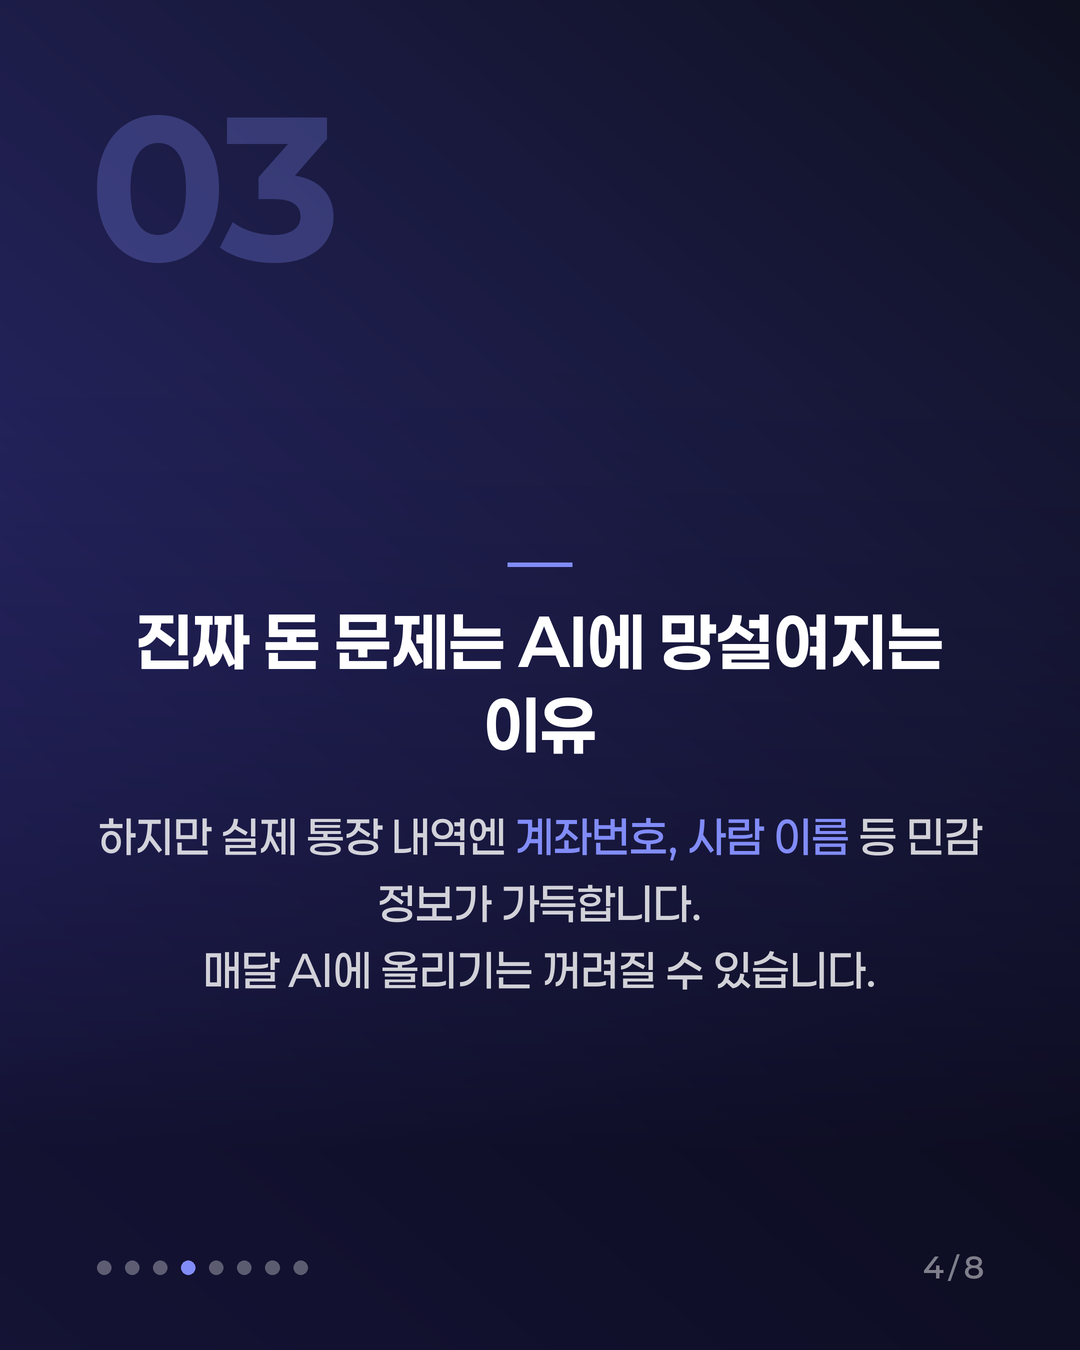 03
진짜 돈 문제는 AI에 망설여지는
이유
하지만 실제 통장 내역엔 계좌번호, 사람 이름 등 민감
정보가 가득합니다.
매달 AI에 올리기는 꺼려질 수 있습니다.
4/8